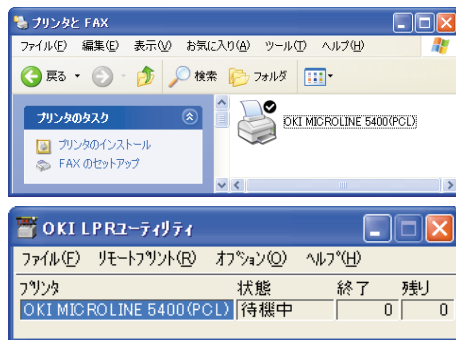 プリンタと FAX
ファイル(F) 編集(E) 表示(V) お気に入り(A) ツール(T) ヘルプ(H)
戻る 検索 フォルダ
プリンタのタスク
プリンタのインストール
FAX のセットアップ
OKI MICROLINE 5400(PCL)
OKI LPRユーティリティ
ファイル(F) リモートプリント(R) オプション(O) ヘルプ(H)
プリンタ 状態 終了 残り
OKI MICROLINE 5400(PCL) 待機中 0 0